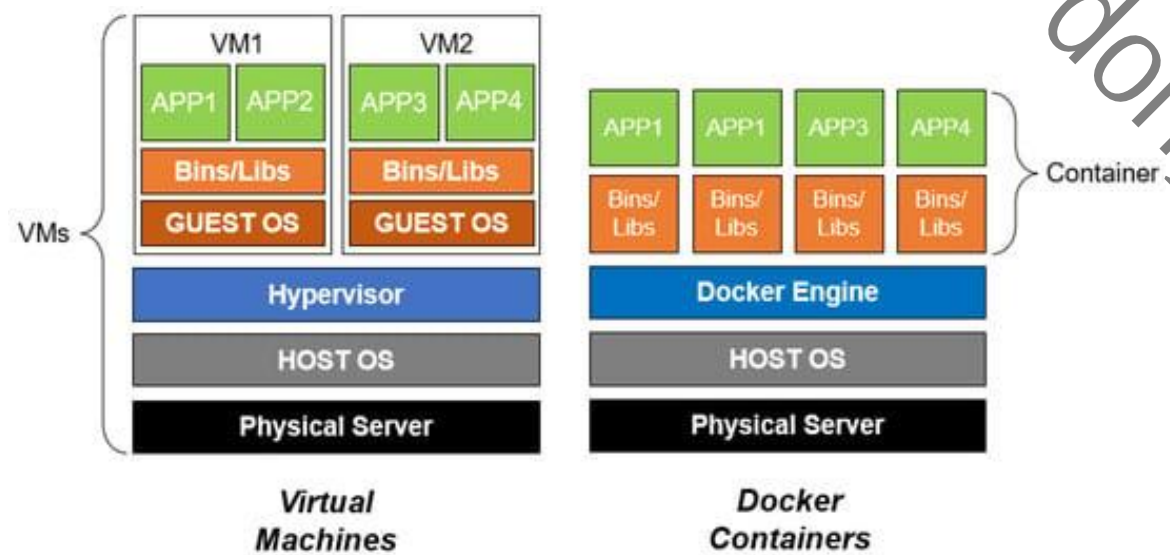 VM1
VM2
APP1
APP2
APP3
APP4
Bins/Libs
Bins/Libs
GUEST OS
GUEST OS
VMs
Hypervisor
HOST OS
Physical Server
Virtual
Machines
APP1
APP1
APP3
APP4
Bins/
Libs
Bins/
Libs
Bins/
Libs
Bins/
Libs
Container
Docker Engine
HOST OS
Physical Server
Docker
Containers